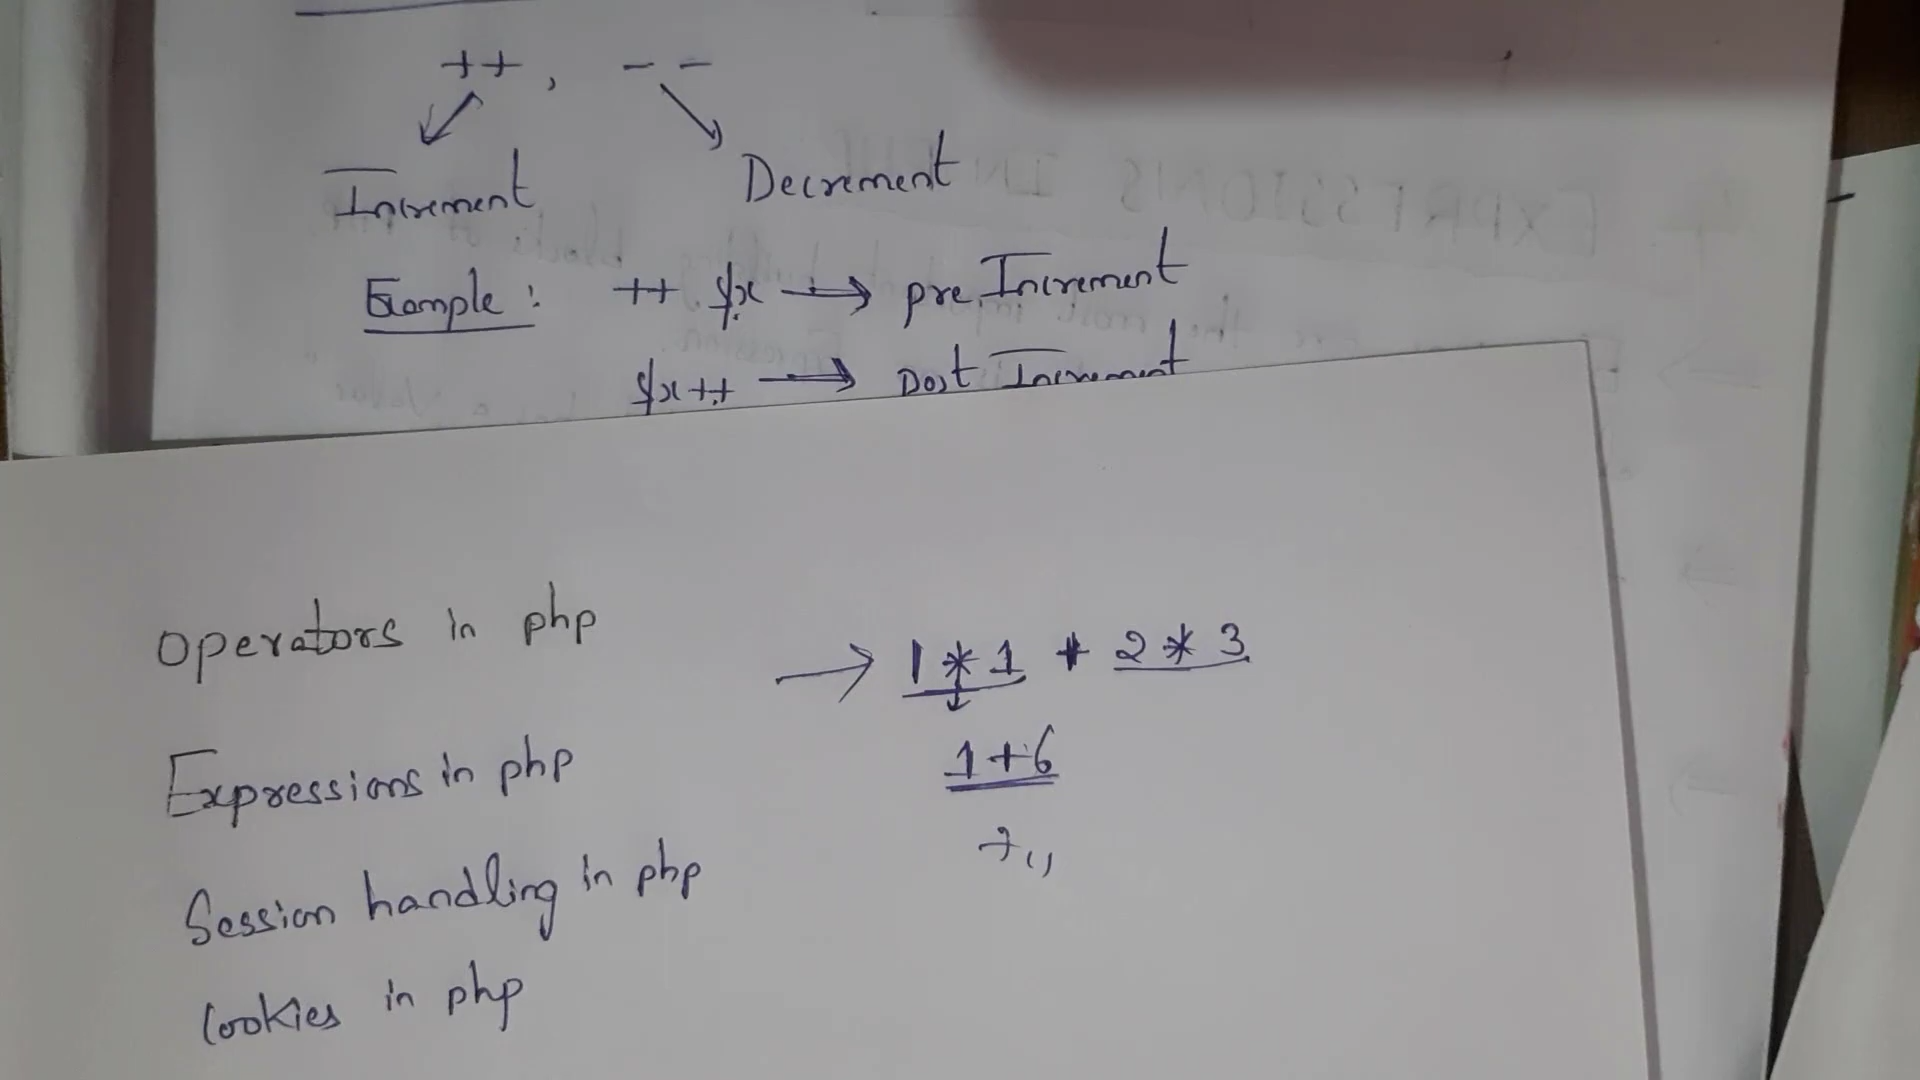 ++ , --
Increment Decrement
Example : ++ $x → pre Increment
$x++ → post Increment
operators in php
→ 1 * 1 + 2 * 3
1+6
7
Expressions in php
Session handling in php
Cookies in php